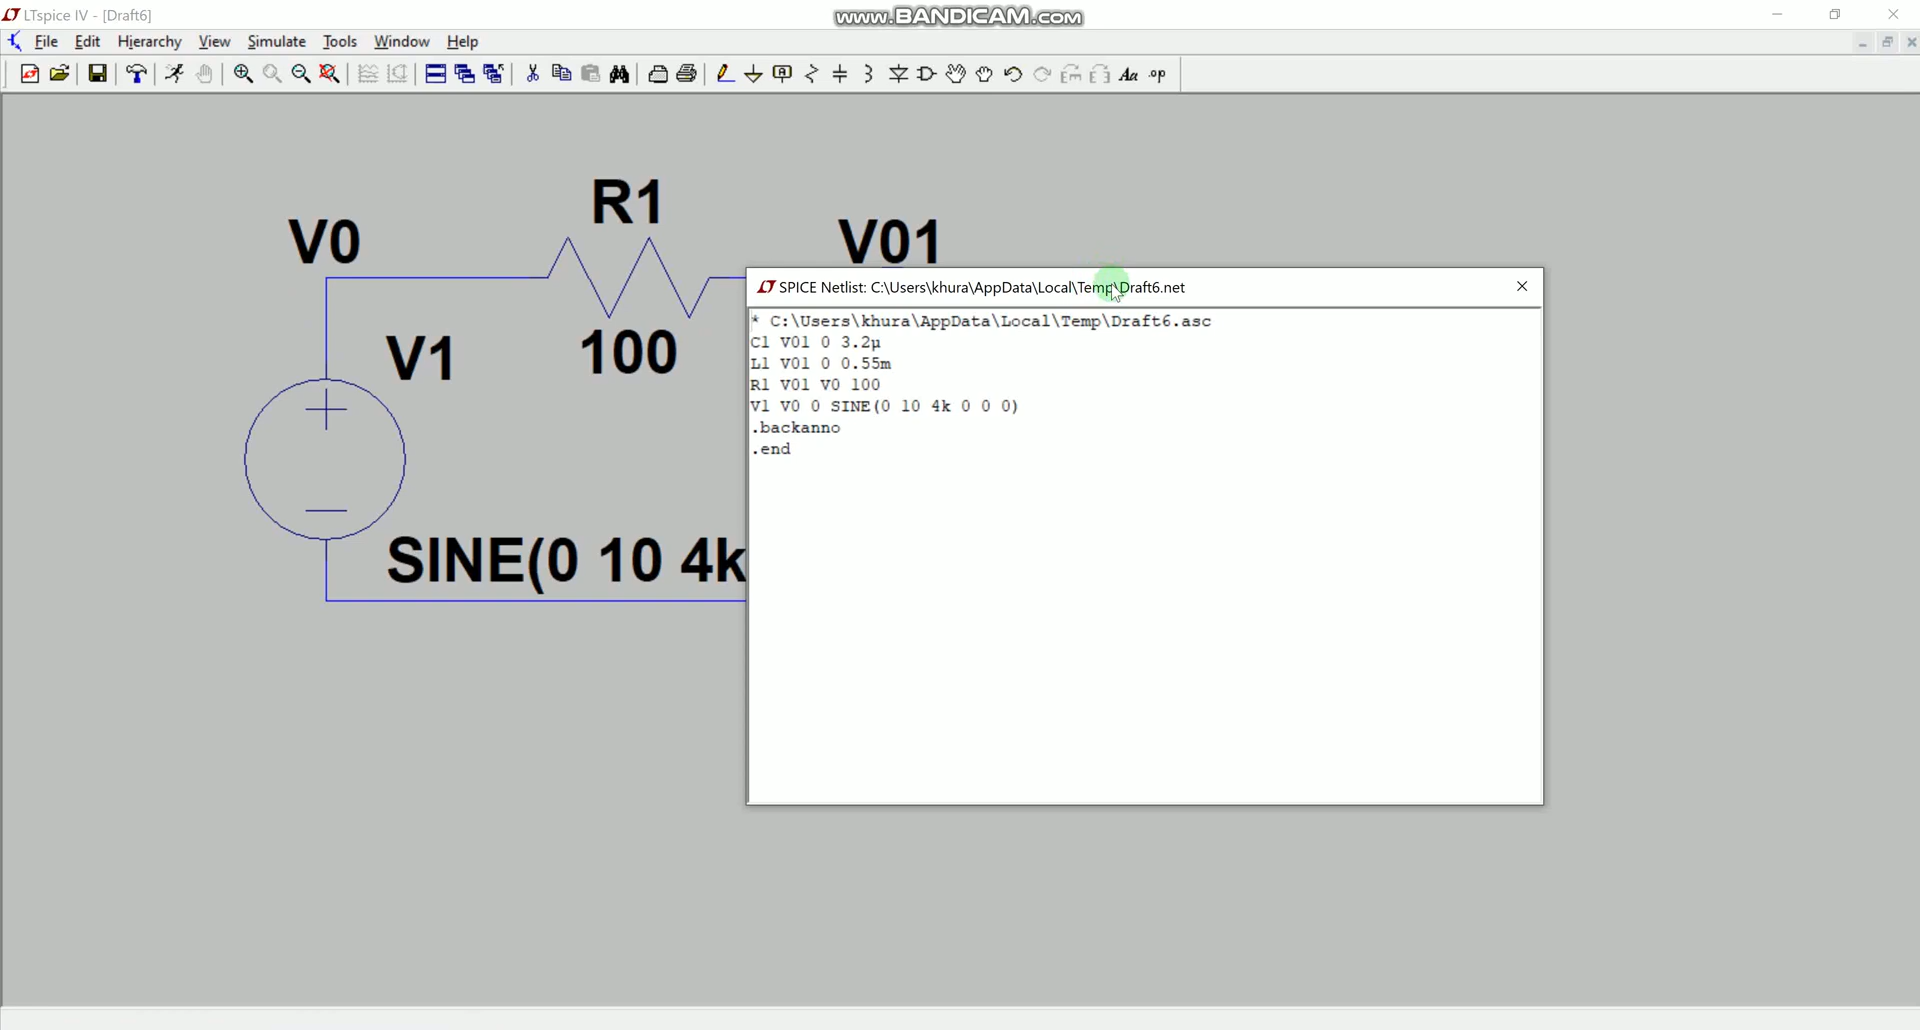 LTspice IV - [Draft6]
www.BANDICAM.com
File Edit Hierarchy View Simulate Tools Window Help
Aa .op
R1
V0
V01
V1
100
SINE(0 10 4k
SPICE Netlist: C:\Users\khura\AppData\Local\Temp\Draft6.net
* C:\Users\khura\AppData\Local\Temp\Draft6.asc
C1 V01 0 3.2µ
L1 V01 0 0.55m
R1 V01 V0 100
V1 V0 0 SINE(0 10 4k 0 0 0)
.backanno
.end